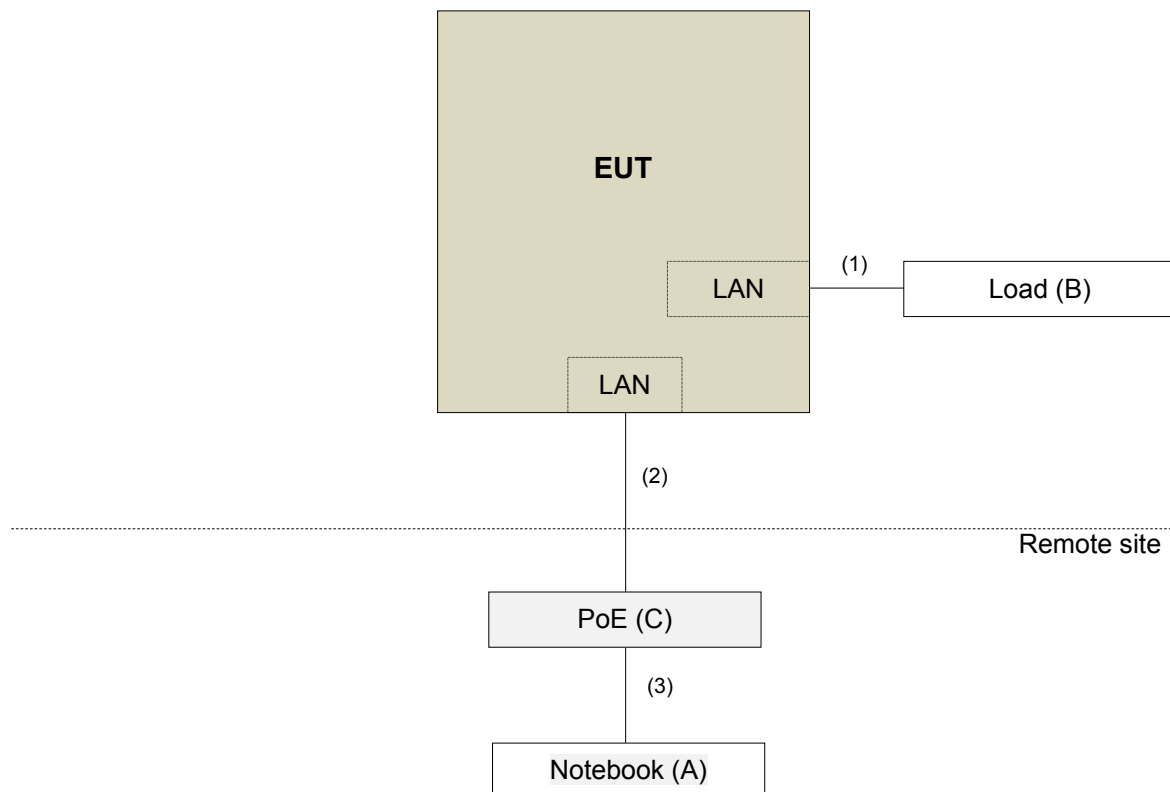 EUT
(1)
LAN
Load (B)
LAN
(2)
Remote site
PoE (C)
(3)
Notebook (A)